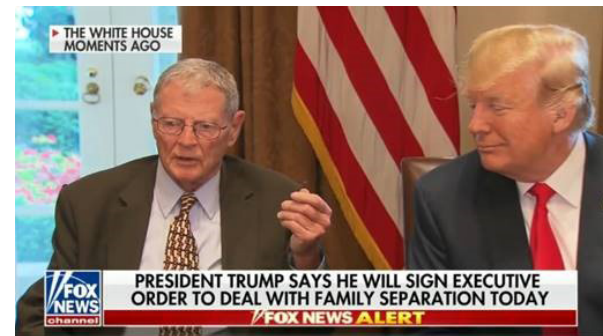 THE WHITE HOUSE
MOMENTS AGO
PRESIDENT TRUMP SAYS HE WILL SIGN EXECUTIVE
ORDER TO DEAL WITH FAMILY SEPARATION TODAY
FOX
NEWS
channel
FOX NEWS ALERT